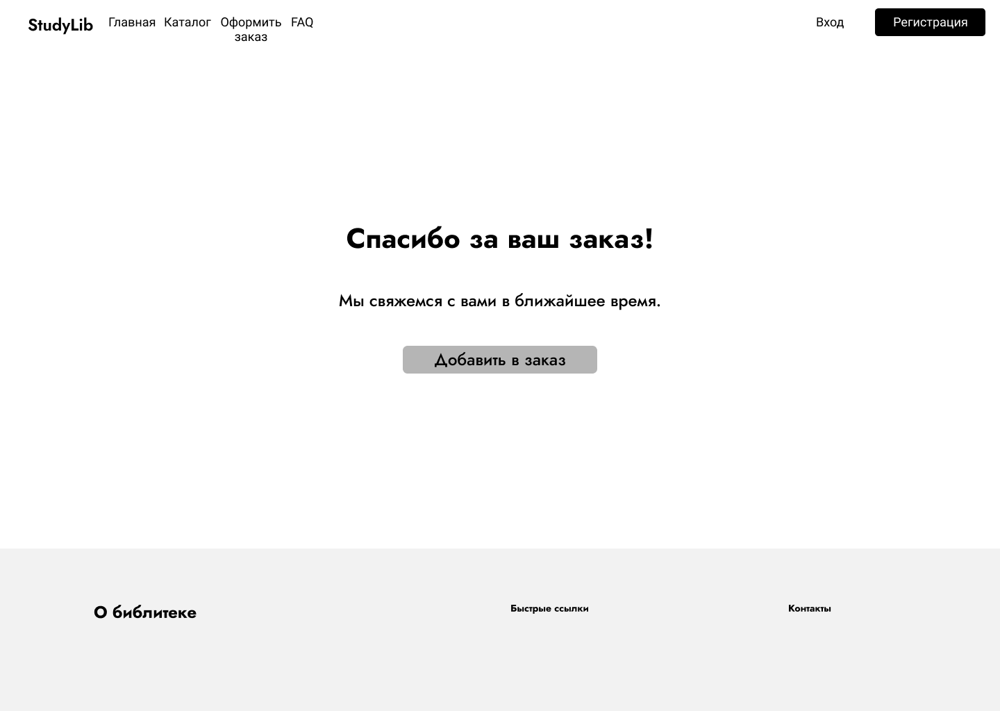 StudyLib Главная Каталог Оформить FAQ Вход Регистрация
заказ
Спасибо за ваш заказ!
Мы свяжемся с вами в ближайшее время.
Добавить в заказ
О библитеке Быстрые ссылки Контакты